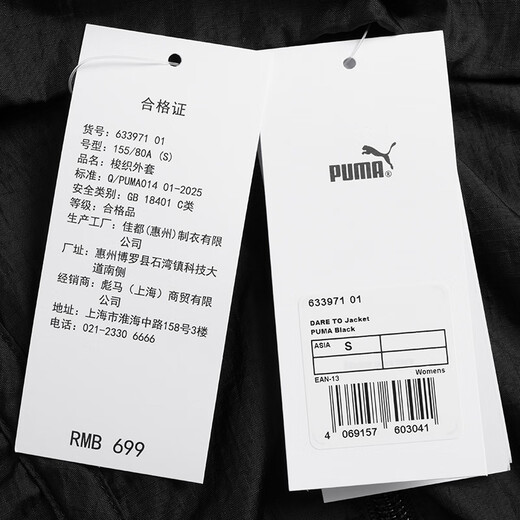 合格证
货号: 633971 01
号型: 155/80A (S)
品名: 梭织外套
标准: Q/PUMA014 01-2025
安全类别: GB 18401 C类
等级: 合格品
生产工厂: 佳都(惠州)制衣有限
公司
厂址: 惠州博罗县石湾镇科技大
道南侧
经销商: 彪马（上海）商贸有限
公司
地址: 上海市淮海中路158号3楼
电话: 021-2330 6666
RMB 699
PUMA®
633971 01
DARE TO Jacket
PUMA Black
ASIA S
EAN-13 Womens
4 069157 603041